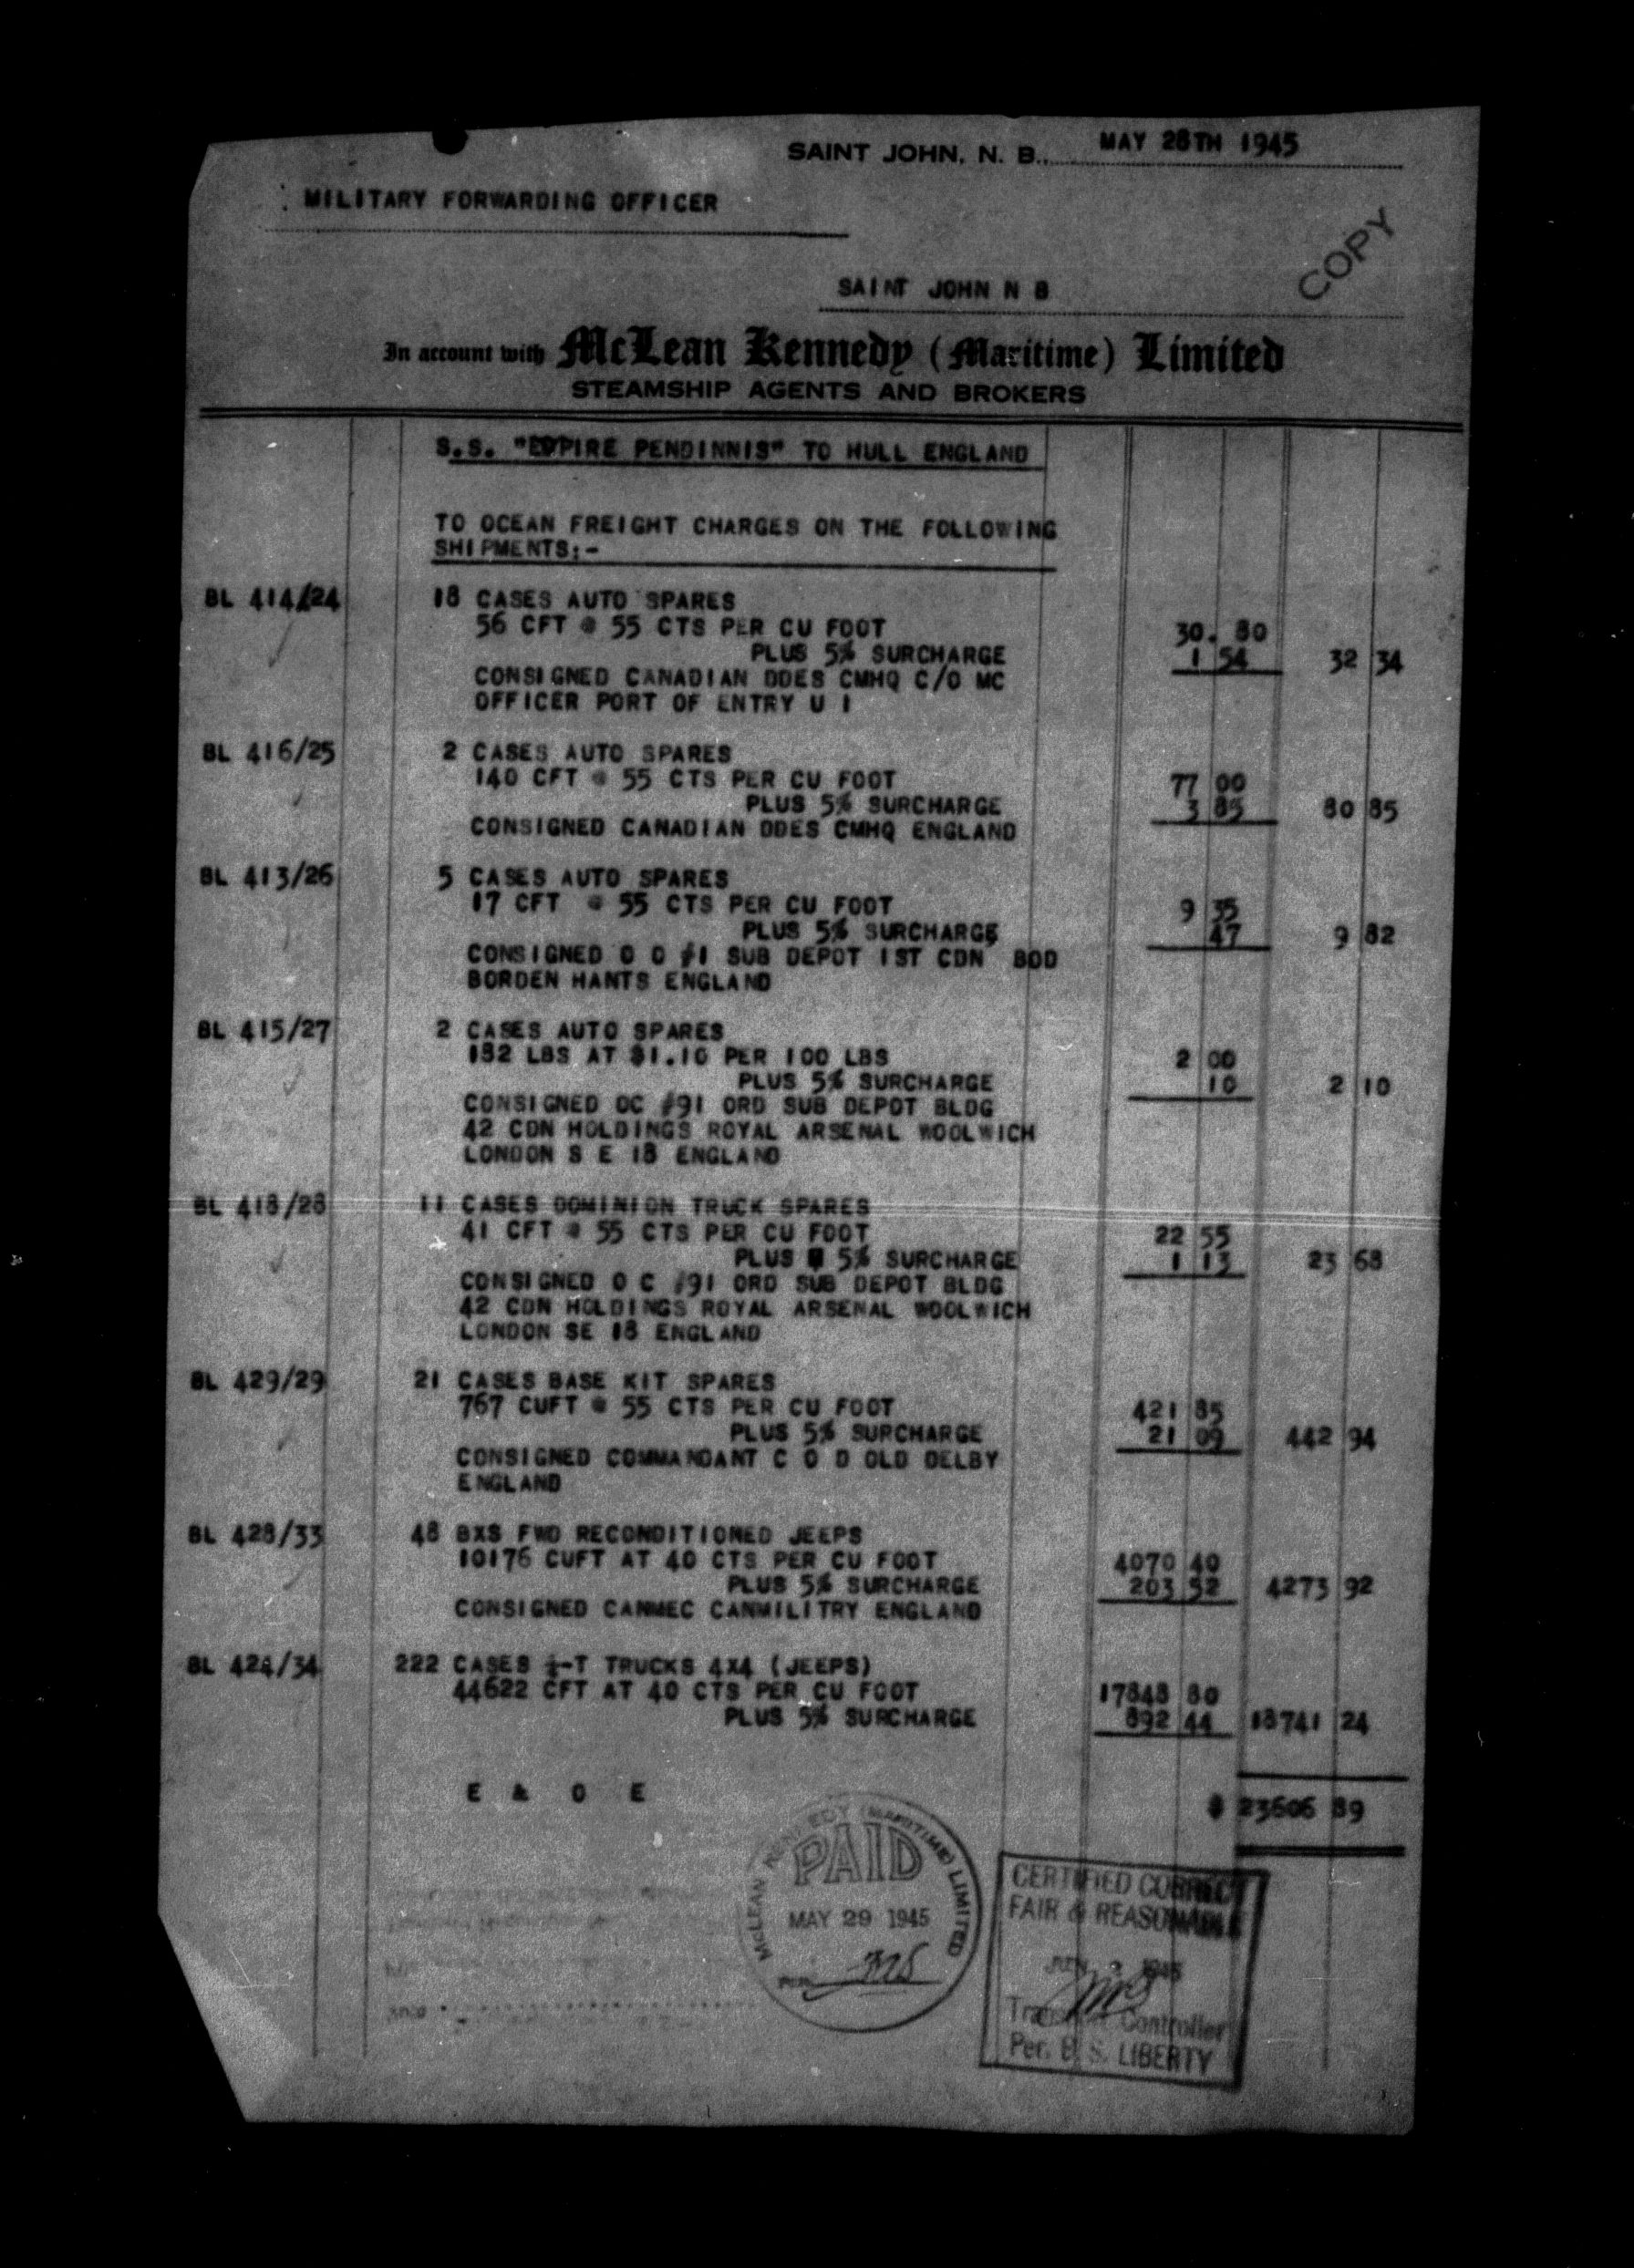 SAINT JOHN, N. B., MAY 28TH 1945
MILITARY FORWARDING OFFICER
COPY
SAINT JOHN N B
In account with McLean Kennedy (Maritime) Limited
STEAMSHIP AGENTS AND BROKERS
S.S. "EMPIRE PENDINNIS" TO HULL ENGLAND
TO OCEAN FREIGHT CHARGES ON THE FOLLOWING
SHIPMENTS:-
BL 414/24 18 CASES AUTO SPARES
56 CFT @ 55 CTS PER CU FOOT 30. 80
PLUS 5% SURCHARGE 1 54 32 34
CONSIGNED CANADIAN DDES CMHQ C/O MC
OFFICER PORT OF ENTRY U I
BL 416/25 2 CASES AUTO SPARES
140 CFT @ 55 CTS PER CU FOOT 77 00
PLUS 5% SURCHARGE 3 85 80 85
CONSIGNED CANADIAN DDES CMHQ ENGLAND
BL 413/26 5 CASES AUTO SPARES
17 CFT @ 55 CTS PER CU FOOT 9 35
PLUS 5% SURCHARGE 47 9 82
CONSIGNED O C #1 SUB DEPOT 1ST CDN BOD
BORDEN HANTS ENGLAND
BL 415/27 2 CASES AUTO SPARES
182 LBS AT $1.10 PER 100 LBS 2 00
PLUS 5% SURCHARGE 10 2 10
CONSIGNED OC #91 ORD SUB DEPOT BLDG
42 CDN HOLDINGS ROYAL ARSENAL WOOLWICH
LONDON S E 18 ENGLAND
BL 418/28 11 CASES DOMINION TRUCK SPARES
41 CFT @ 55 CTS PER CU FOOT 22 55
PLUS 5% SURCHARGE 1 13 23 68
CONSIGNED O C #91 ORD SUB DEPOT BLDG
42 CDN HOLDINGS ROYAL ARSENAL WOOLWICH
LONDON SE 18 ENGLAND
BL 429/29 21 CASES BASE KIT SPARES
767 CUFT @ 55 CTS PER CU FOOT 421 85
PLUS 5% SURCHARGE 21 09 442 94
CONSIGNED COMMANDANT C O D OLD DELBY
ENGLAND
BL 428/33 48 BXS FWD RECONDITIONED JEEPS
10176 CUFT AT 40 CTS PER CU FOOT 4070 40
PLUS 5% SURCHARGE 203 52 4273 92
CONSIGNED CANMEC CANMILITRY ENGLAND
BL 424/34 222 CASES ¼-T TRUCKS 4X4 (JEEPS)
44622 CFT AT 40 CTS PER CU FOOT 17848 80
PLUS 5% SURCHARGE 892 44 18741 24
E & O E
$ 23606 89
McLEAN KENNEDY (MARITIME) LIMITED
PAID
MAY 29 1945
PER
CERTIFIED CORRECT
FAIR & REASONABLE
JUN 1945
Controller
Per. B. S. LIBERTY